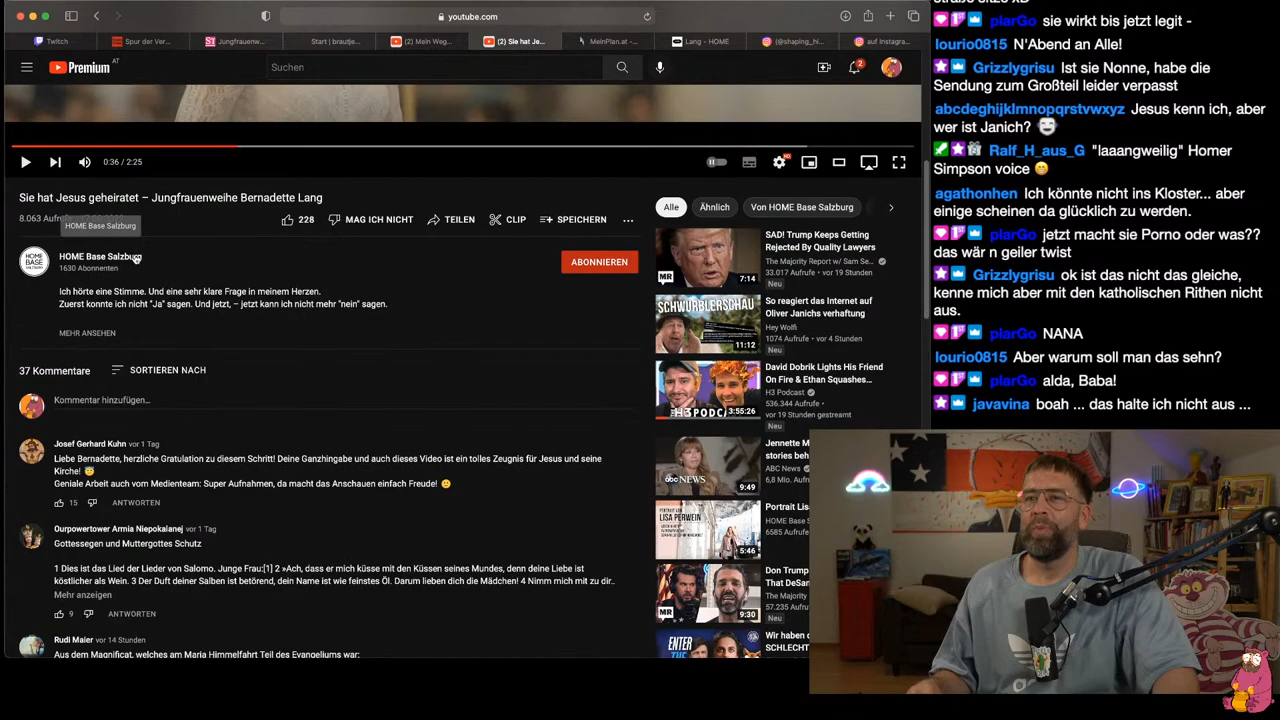 youtube.com
Twitch
Spur der Ver...
Jungfrauenw...
Start | brautje...
(2) Mein Weg...
(2) Sie hat Je...
MeinPlan.at -...
Lang - HOME
(@shaping_hi...
auf Instagra...
Premium
AT
Suchen
2
0:36 / 2:25
Sie hat Jesus geheiratet – Jungfrauenweihe Bernadette Lang
8.063 Aufr
HOME Base Salzburg
228
MAG ICH NICHT
TEILEN
CLIP
SPEICHERN
HOME BASE SALZBURG
HOME Base Salzburg
1630 Abonnenten
ABONNIEREN
Ich hörte eine Stimme. Und eine sehr klare Frage in meinem Herzen.
Zuerst konnte ich nicht "Ja" sagen. Und jetzt, – jetzt kann ich nicht mehr "nein" sagen.
MEHR ANSEHEN
37 Kommentare
SORTIEREN NACH
Kommentar hinzufügen...
Josef Gerhard Kuhn vor 1 Tag
Liebe Bernadette, herzliche Gratulation zu diesem Schritt! Deine Ganzhingabe und auch dieses Video ist ein tolles Zeugnis für Jesus und seine
Kirche! 😇
Geniale Arbeit auch vom Medienteam: Super Aufnahmen, da macht das Anschauen einfach Freude! 🙂
15
ANTWORTEN
Ourpowertower Armia Niepokalanej vor 1 Tag
Gottessegen und Muttergottes Schutz
1 Dies ist das Lied der Lieder von Salomo. Junge Frau:[1] 2 »Ach, dass er mich küsse mit den Küssen seines Mundes, denn deine Liebe ist
köstlicher als Wein. 3 Der Duft deiner Salben ist betörend, dein Name ist wie feinstes Öl. Darum lieben dich die Mädchen! 4 Nimm mich mit zu dir...
Mehr anzeigen
9
ANTWORTEN
Rudi Maier vor 14 Stunden
Aus dem Magnificat, welches am Maria Himmelfahrt Teil des Evangeliums war:
Alle
Ähnlich
Von HOME Base Salzburg
SAD! Trump Keeps Getting
Rejected By Quality Lawyers
The Majority Report w/ Sam Se...
33.017 Aufrufe • vor 4 Stunden
Neu
MR
7:14
So reagiert das Internet auf
Oliver Janichs verhaftung
Hey Wolfi
1074 Aufrufe • vor 4 Stunden
Neu
SCHWURBLERSCHAU
11:12
David Dobrik Lights His Friend
On Fire & Ethan Squashes...
H3 Podcast
536.344 Aufrufe •
vor 19 Stunden gestreamt
Neu
H3 PODCAST
3:55:26
Jennette M
stories behi
ABC News
6,8 Mio. Auf
abcNEWS
9:49
Portrait Lis
HOME Base S
6585 Aufrufe
LISA PERWEIN
5:46
Don Trump
That DeSan
The Majority
57.235 Aufru
Neu
MR
9:30
Wir haben d
SCHLECHT
ENTER
plarGo sie wirkt bis jetzt legit -
lourio0815 N'Abend an Alle!
Grizzlygrisu Ist sie Nonne, habe die
Sendung zum Großteil leider verpasst
abcdeghijklmnopqrstvwxyz Jesus kenn ich, aber
wer ist Janich?
Ralf_H_aus_G "laaangweilig" Homer
Simpson voice 😁
agathonhen Ich könnte nicht ins Kloster... aber
einige scheinen da glücklich zu werden.
plarGo jetzt macht sie Porno oder was??
das wär n geiler twist
Grizzlygrisu ok ist das nicht das gleiche,
kenne mich aber mit den katholischen Rithen nicht
aus.
plarGo NANA
lourio0815 Aber warum soll man das sehn?
plarGo alda, Baba!
javavina boah ... das halte ich nicht aus ...
adidas